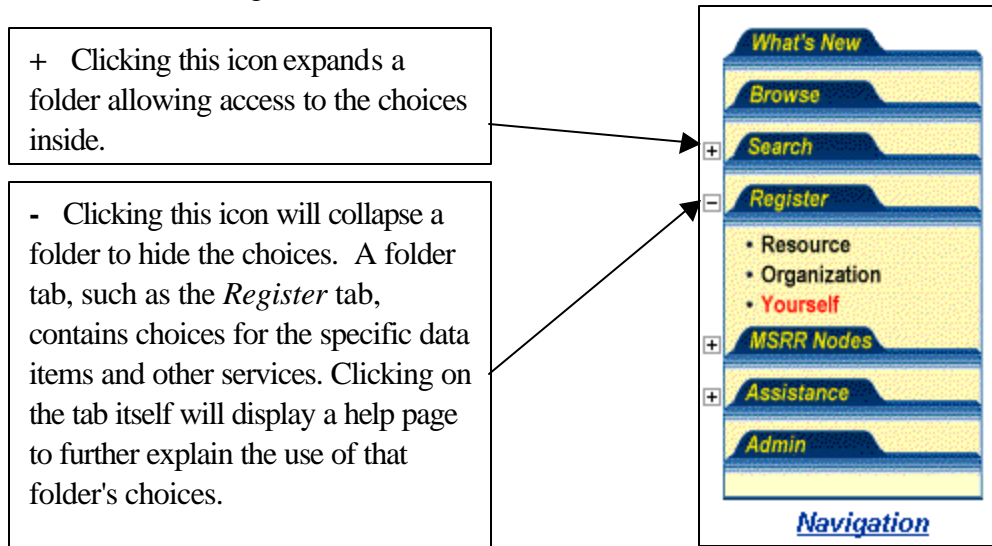 + Clicking this icon expands a
folder allowing access to the choices
inside.
- Clicking this icon will collapse a
folder to hide the choices. A folder
tab, such as the Register tab,
contains choices for the specific data
items and other services. Clicking on
the tab itself will display a help page
to further explain the use of that
folder's choices.
What's New
Browse
+ Search
- Register
• Resource
• Organization
• Yourself
+ MSRR Nodes
+ Assistance
Admin
Navigation